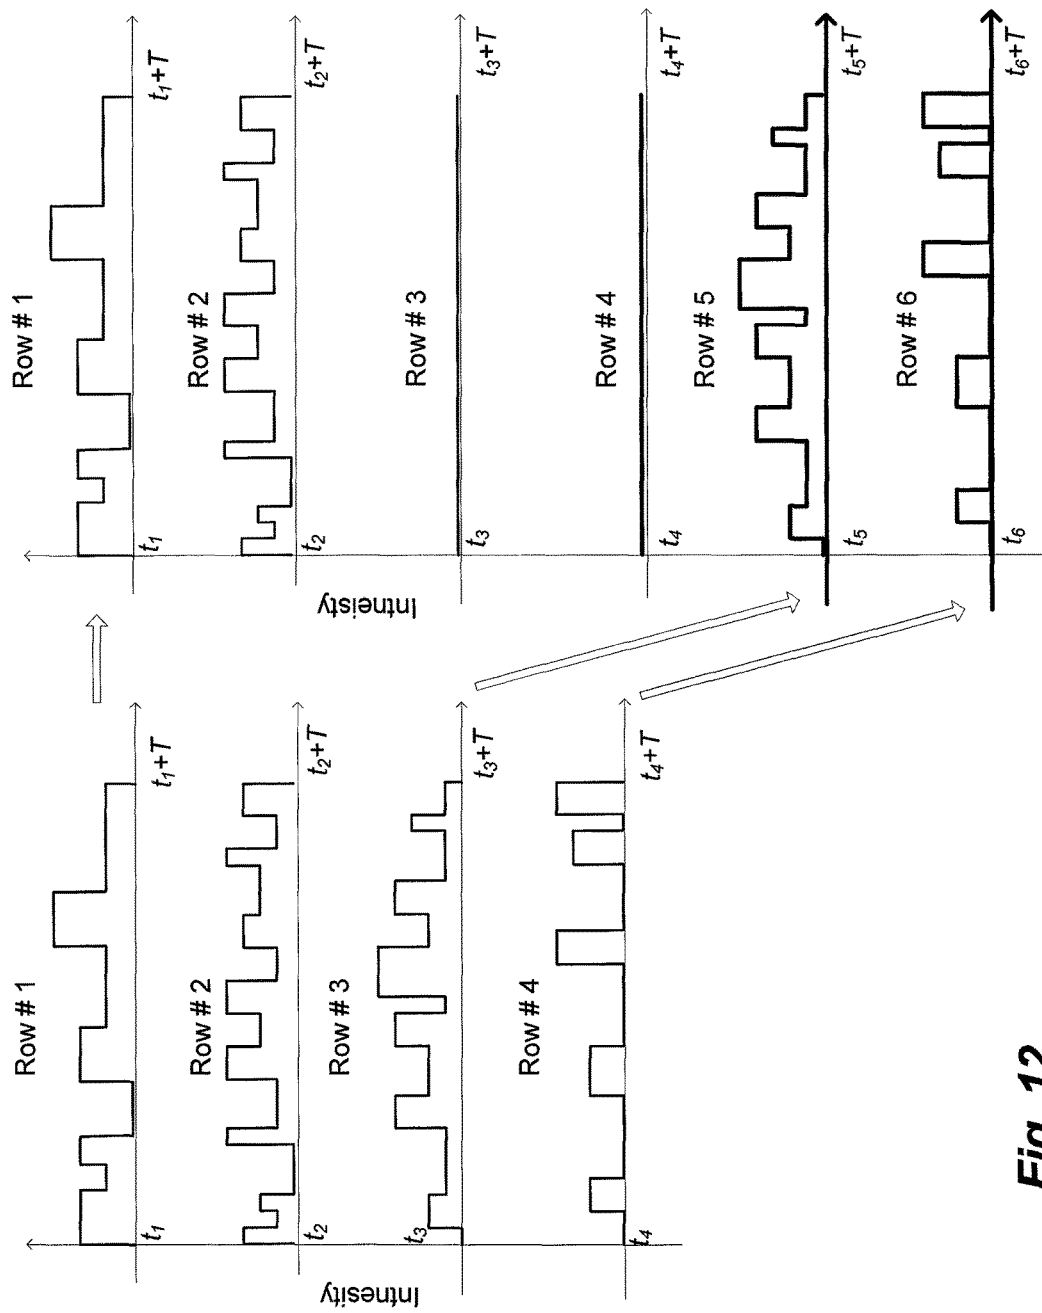 Intnesity
Row # 1
t1
t1+T
Row # 2
t2
t2+T
Row # 3
t3
t3+T
Row # 4
t4
t4+T
Intneisty
Row # 1
t1
t1+T
Row # 2
t2
t2+T
Row # 3
t3
t3+T
Row # 4
t4
t4+T
Row # 5
t5
t5+T
Row # 6
t6
t6+T
Fig. 12